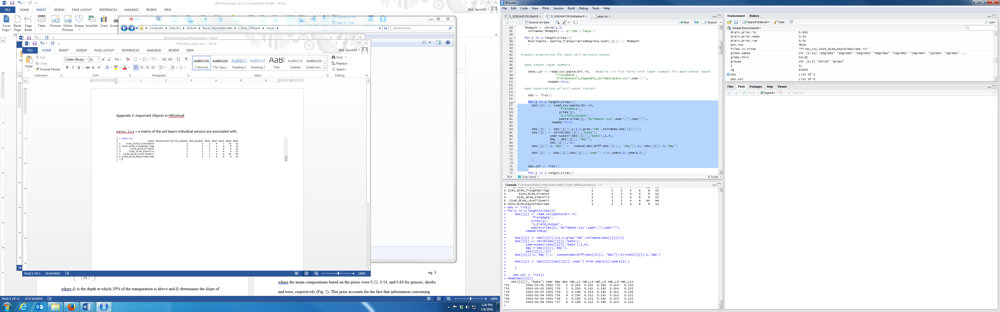 HBSoilwat_App1.docx [Compatibility Mode] - Word
Bell, David M
FILE HOME INSERT DESIGN PAGE LAYOUT REFERENCES MAILINGS REVIEW VIEW
Cover Page Blank Page Page Break Table Pictures Online Pictures Shapes SmartArt Chart
Computer Data (E:) Soilwat Bayes_ReynoldsCreek 1_Data_SWInput swrun
Search swrun
Bayes.Soilwat.UserManual.docx - Word
HBSoilwat_App2.docx - Word
FILE HOME INSERT DESIGN PAGE LAYOUT REFERENCES MAILINGS REVIEW VIEW
Bell, David M
Paste Cut Copy Format Painter
Calibri (Body) 11
AaBbCcDc AaBbCcDc AaBbCc AaBbCcC AaBl AaBbCcD AaBbCcDc
¶ Normal ¶ No Spac... Heading 1 Heading 2 Title Subtitle Subtle Em...
Find
Replace
Select
Clipboard Font Paragraph Styles Editing
Appendix 2: Important Objects in HBSoilwat
sens.Lyr = a matrix of the soil layers individual sensors are associated with
> sens.Lyr
Label SCANInstallation_Number SMS_Number SMS1 SMS2 SMS3 SMS4 SMS5
1 2141_SCAN_KyleCanyon 1 5 2 4 7 11 11
2 2142_SCAN_TroughSprings 1 5 2 4 6 9 13
3 2144_SCAN_Pinenut 1 5 2 4 6 9 12
4 2145_SCAN_Charklin 1 5 2 4 6 9 13
5 2146_SCAN_LovellSummit 1 3 2 4 6 NA NA
6 2029_SCAN_ReynoldsCreek 1 5 2 4 6 9 13
>
PAGE 1 OF 1 19 WORDS 100%
eq. 3
where β1 is the depth at which 50% of the transpiration is above and β2 determines the slope of
where the mean compositions based on the priors were 0.22, 0.14, and 0.64 for grasses, shrubs,
and trees, respectively (Fig. 2). This prior accounts for the fact that information concerning
PAGE 5 OF 11 2173 WORDS 100%
1:26 PM
1/8/2016
RStudio
File Edit Code View Plots Session Build Debug Tools Help
1_SOILWAT.Fit.Start.R 3_SOILWAT.Fit.Initialize.R years.in
Source on Save Run Source
34 TRdepth <- cbind(1,3)
35 colnames(TRdepth) <- c('ndx','layer')
36
37 for(j in 1:length(sites)){
38 Rsoilwat31::swSite_TranspirationRegions(swIn[[j]]) <- TRdepth
39 }
40
41
42 #import predictions for each soil moisture sensor
43
44
45 #get sensor layer numbers
46
47 sens.Lyr <- read.csv(paste(dir.in, #matrix (in list form) with layer numbers for each sensor depth
48 "fielddata",
49 "FieldSensors_MappedTo_SoilWatLayers.csv",sep='/'),
50 header=TRUE)
51
52 #get observations of soil water content
53
54 obs <- list()
55
56 for(j in 1:length(sites)){
57 obs[[j]] <- read.csv(paste(dir.in,
58 'fielddata',
59 sites[j],
60 '3_Field_Output',
61 paste(sites[j],'SoilWater.csv',sep="_"),sep="/"),
62 header=TRUE)
63
64 obs[[j]] <- obs[[j]][,c(1,2,grep('VWC',colnames(obs[[j]])))]
65 obs[[j]] <- cbind(obs[[j]][,'Date'],
66 year=substr(obs[[j]][,'Date'],1,4),
67 day = obs[[j]][,'doy'],
68 obs[[j]][,-1])
69 obs[[j]][-1,'day'] <- cumsum(abs(diff(obs[[1]][, "doy"])-1))+obs[[j]][-1,'day']
70
71 obs[[j]] <- obs[[j]][obs[[j]][,'year'] %in% years[1]:years[2],]
72
73 }
74
75 obs.col <- list()
76
77 for(j in 1:length(sites))
76:4 (Top Level) R Script
Console E:/Soilwat/Bayes_ReynoldsCreek/1_Data_SWInput/swrun/
2 2142_SCAN_TroughSprings 1 5 2 4 6 9 13
3 2144_SCAN_Pinenut 1 5 2 4 6 9 12
4 2145_SCAN_Charklin 1 5 2 4 6 9 13
5 2146_SCAN_LovellSummit 1 3 2 4 6 NA NA
6 2029_SCAN_ReynoldsCreek 1 5 2 4 6 9 13
> obs <- list()
> for(j in 1:length(sites)){
+ obs[[j]] <- read.csv(paste(dir.in,
+ 'fielddata',
+ sites[j],
+ '3_Field_Output',
+ paste(sites[j],'SoilWater.csv',sep="_"),sep="/"),
+ header=TRUE)
+
+ obs[[j]] <- obs[[j]][,c(1,2,grep('VWC',colnames(obs[[j]])))]
+ obs[[j]] <- cbind(obs[[j]][,'Date'],
+ year=substr(obs[[j]][,'Date'],1,4),
+ day = obs[[j]][,'doy'],
+ obs[[j]][,-1])
+ obs[[j]][-1,'day'] <- cumsum(abs(diff(obs[[1]][, "doy"])-1))+obs[[j]][-1,'day']
+
+ obs[[j]] <- obs[[j]][obs[[j]][,'year'] %in% years[1]:years[2],]
+
+ }
>
> obs.col <- list()
> head(obs[[1]])
obs[[j]][, "Date"] year day doy VWC_L2 VWC_L4 VWC_L6 VWC_L9 VWC_L13
732 2001-01-01 2001 732 1 0.201 0.215 0.191 0.154 0.120
733 2001-01-02 2001 733 2 0.200 0.215 0.192 0.154 0.122
734 2001-01-03 2001 734 3 0.196 0.213 0.192 0.152 0.120
735 2001-01-04 2001 735 4 0.192 0.212 0.191 0.153 0.122
736 2001-01-05 2001 736 5 0.192 0.211 0.191 0.154 0.122
737 2001-01-06 2001 737 6 0.199 0.212 0.190 0.154 0.122
>
Environment History
Import Dataset Clear List
Global Environment
drain.prior.lo 0.001
drain.prior.mean 0.04
drain.prior.var 0.01
est.rho TRUE
files.in.sites "files_v31.2029_SCAN_ReynoldsCreek.in"
gibbs.names chr [1:11] "pSgibbs" "pGgibbs" "bSgibbs" "bGgibbs" "cSgibbs" "cGgibbs" "cgibbs" "agibbs" ...
gibbs.thin FALSE
groups chr [1:2] "shrub" "grass"
j 1L
ng 50000
obs List of 1
obs.col List of 0
Files Plots Packages Help Viewer
Zoom Export Clear All